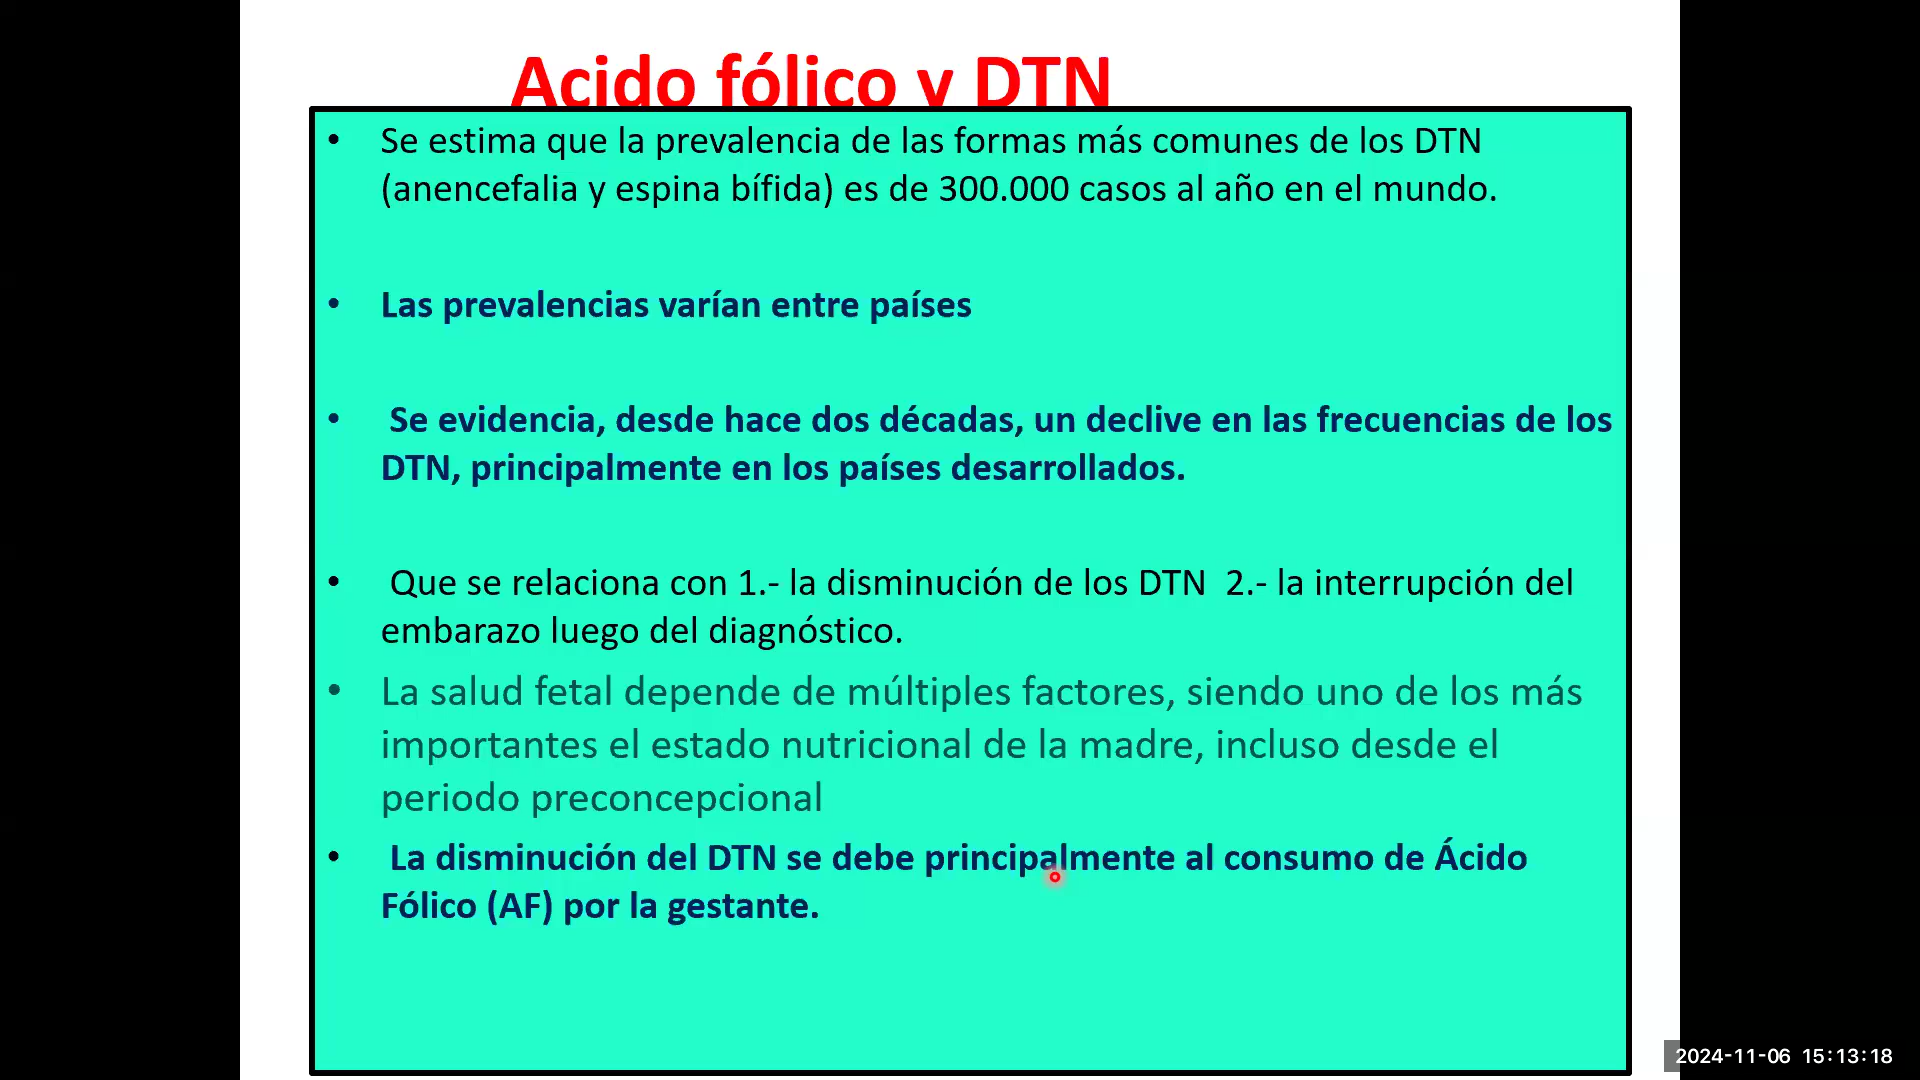 Acido fólico y DTN
• Se estima que la prevalencia de las formas más comunes de los DTN
(anencefalia y espina bífida) es de 300.000 casos al año en el mundo.
• Las prevalencias varían entre países
• Se evidencia, desde hace dos décadas, un declive en las frecuencias de los
DTN, principalmente en los países desarrollados.
• Que se relaciona con 1.- la disminución de los DTN  2.- la interrupción del
embarazo luego del diagnóstico.
• La salud fetal depende de múltiples factores, siendo uno de los más
importantes el estado nutricional de la madre, incluso desde el
periodo preconcepcional
• La disminución del DTN se debe principalmente al consumo de Ácido
Fólico (AF) por la gestante.
2024-11-06 15:13:18